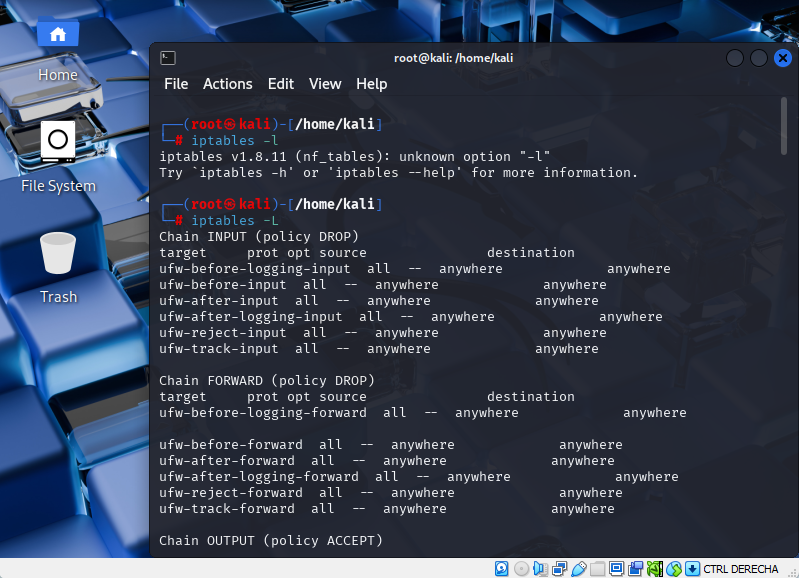 Home
File System
Trash
root@kali: /home/kali
File Actions Edit View Help
┌──(root㉿kali)-[/home/kali]
└─# iptables -l
iptables v1.8.11 (nf_tables): unknown option "-l"
Try `iptables -h' or 'iptables --help' for more information.
┌──(root㉿kali)-[/home/kali]
└─# iptables -L
Chain INPUT (policy DROP)
target     prot opt source               destination
ufw-before-logging-input  all  --  anywhere             anywhere
ufw-before-input  all  --  anywhere             anywhere
ufw-after-input  all  --  anywhere             anywhere
ufw-after-logging-input  all  --  anywhere             anywhere
ufw-reject-input  all  --  anywhere             anywhere
ufw-track-input  all  --  anywhere             anywhere
Chain FORWARD (policy DROP)
target     prot opt source               destination
ufw-before-logging-forward  all  --  anywhere             anywhere
ufw-before-forward  all  --  anywhere             anywhere
ufw-after-forward  all  --  anywhere             anywhere
ufw-after-logging-forward  all  --  anywhere             anywhere
ufw-reject-forward  all  --  anywhere             anywhere
ufw-track-forward  all  --  anywhere             anywhere
Chain OUTPUT (policy ACCEPT)
CTRL DERECHA